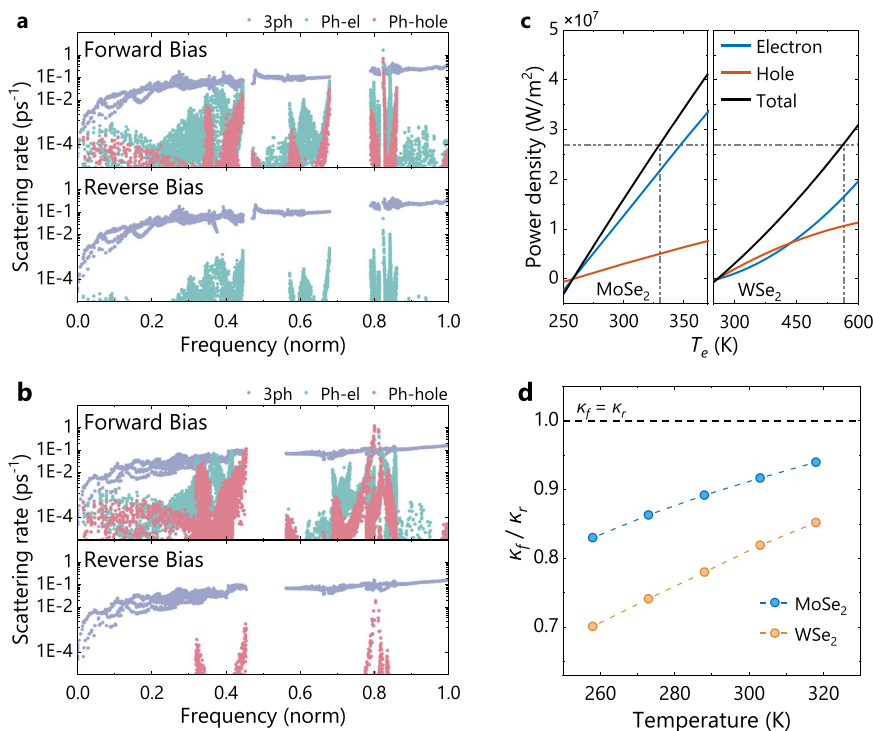 a
3ph Ph-el Ph-hole
Forward Bias
1
1E-1
1E-2
1E-4
Reverse Bias
1
1E-1
1E-2
1E-4
Scattering rate (ps⁻¹)
0.0 0.2 0.4 0.6 0.8 1.0
Frequency (norm)
b
3ph Ph-el Ph-hole
Forward Bias
1
1E-1
1E-2
1E-4
Reverse Bias
1
1E-1
1E-2
1E-4
Scattering rate (ps⁻¹)
0.0 0.2 0.4 0.6 0.8 1.0
Frequency (norm)
c
×10⁷
5
4
3
2
1
0
Power density (W/m²)
Electron
Hole
Total
MoSe₂ WSe₂
250 300 350 300 450 600
Tₑ (K)
d
κf = κr
1.0
0.9
0.8
0.7
κf / κr
MoSe₂
WSe₂
260 280 300 320
Temperature (K)